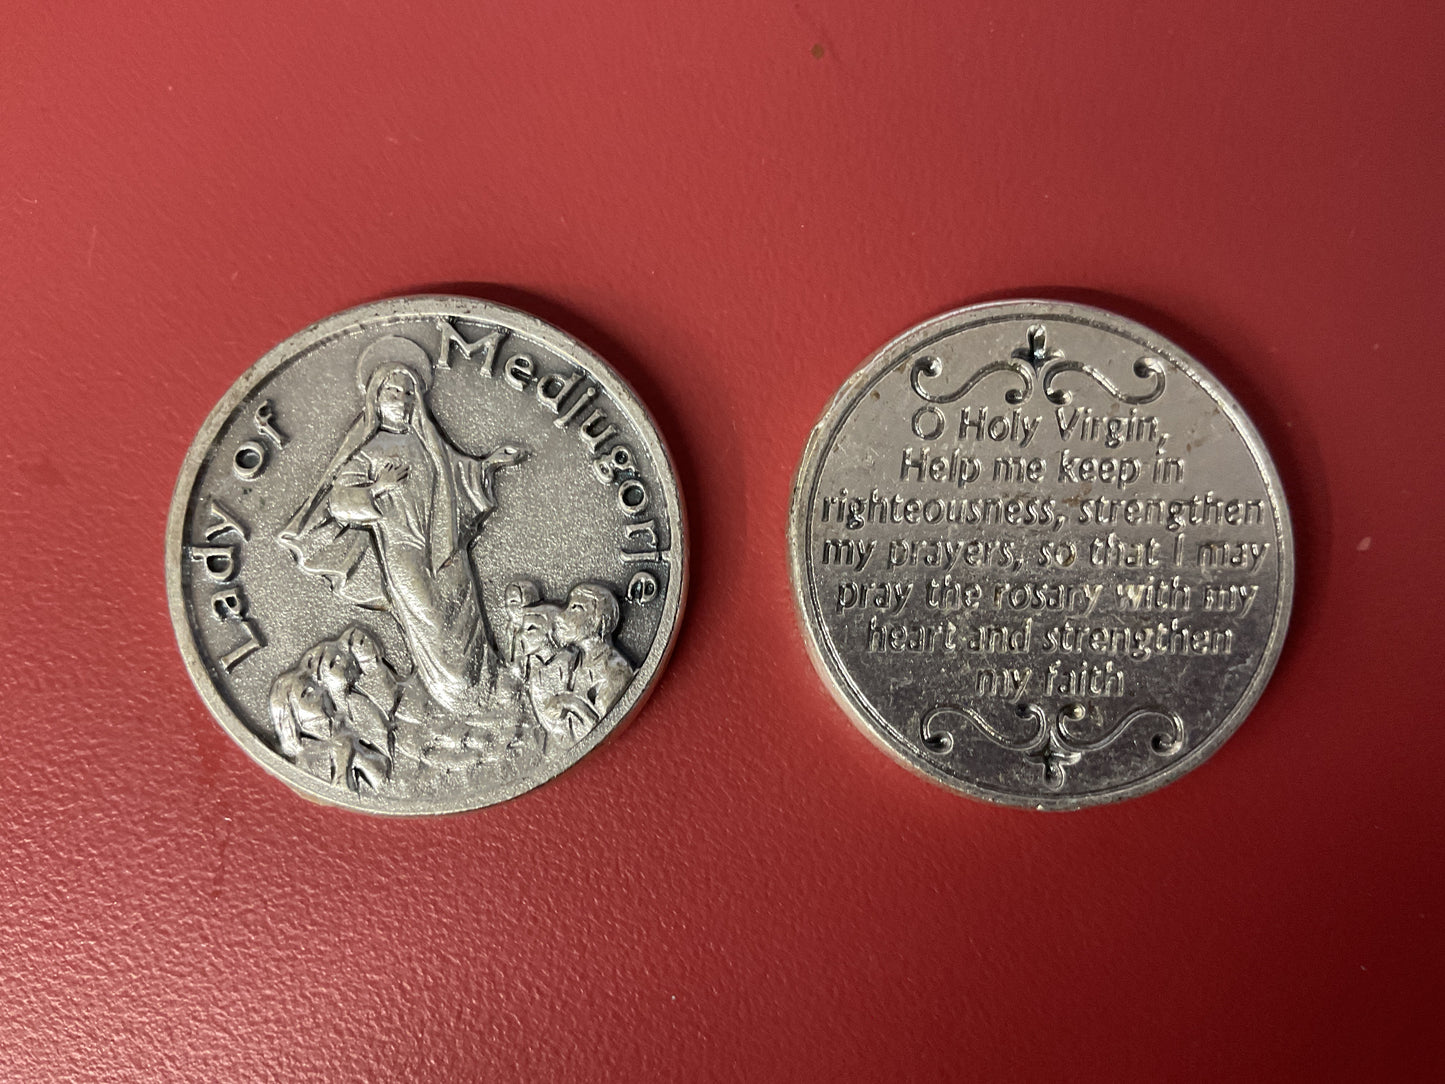 Lady of Medjugorje
O Holy Virgin,
Help me keep in
righteousness, strengthen
my prayers, so that I may
pray the rosary with my
heart and strengthen
my faith